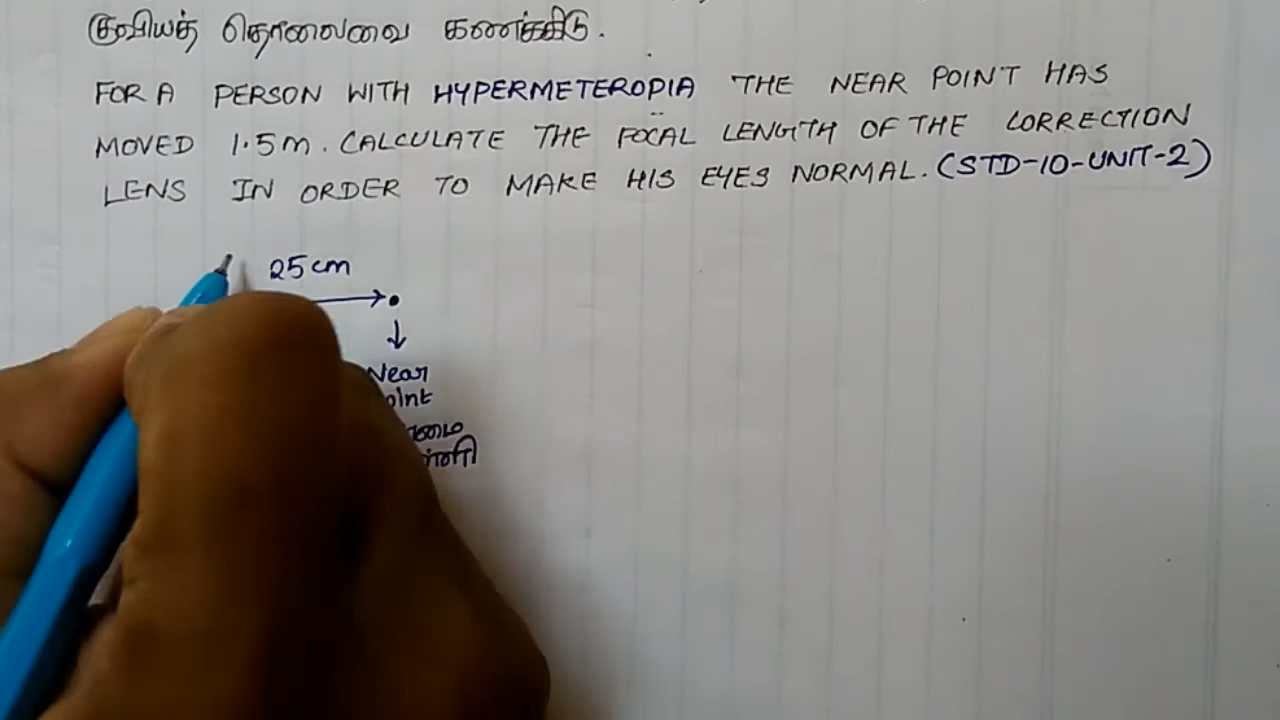 குவியத் தொலைவை கணக்கிடு.
FOR A PERSON WITH HYPERMETEROPIA THE NEAR POINT HAS
MOVED 1.5m. CALCULATE THE FOCAL LENGTH OF THE CORRECTION
LENS IN ORDER TO MAKE HIS EYES NORMAL. (STD-10-UNIT-2)
25cm
Near